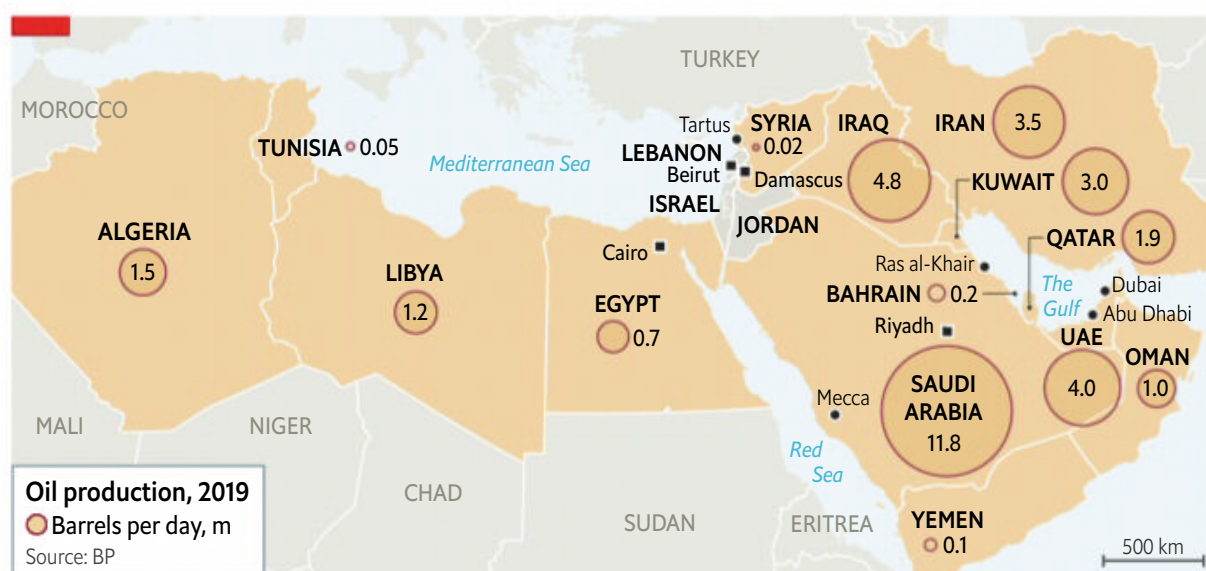 TURKEY
MOROCCO
TUNISIA 0.05
Mediterranean Sea
Tartus
SYRIA
0.02
LEBANON
Beirut
Damascus
ISRAEL
JORDAN
IRAQ
4.8
IRAN
3.5
KUWAIT
3.0
QATAR
1.9
ALGERIA
1.5
LIBYA
1.2
Cairo
EGYPT
0.7
Ras al-Khair
BAHRAIN 0.2
The
Gulf
Dubai
Abu Dhabi
Riyadh
UAE
4.0
OMAN
1.0
SAUDI
ARABIA
11.8
Mecca
Red
Sea
MALI
NIGER
CHAD
SUDAN
ERITREA
YEMEN
0.1
500 km
Oil production, 2019
Barrels per day, m
Source: BP